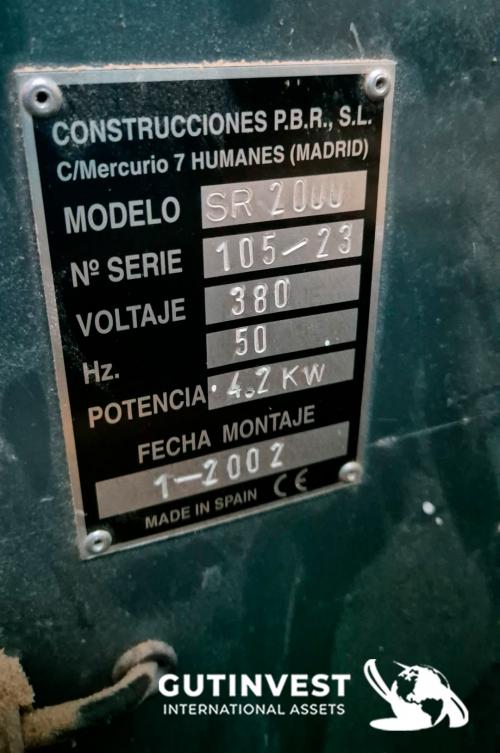 CONSTRUCCIONES P.B.R., S.L.
C/Mercurio 7 HUMANES (MADRID)
MODELO SR 2000
Nº SERIE 105-23
VOLTAJE 380
Hz. 50
POTENCIA 4.2 KW
FECHA MONTAJE
1-2002
MADE IN SPAIN CE
GUTINVEST
INTERNATIONAL ASSETS